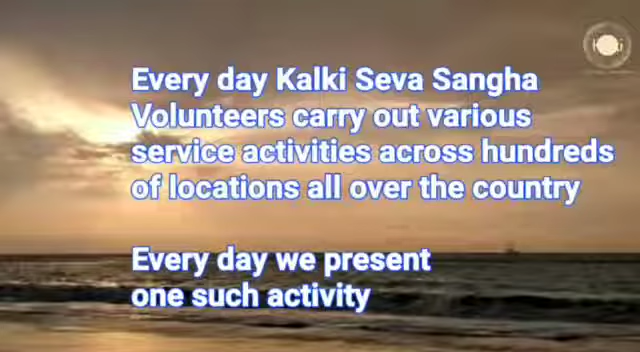 Every day Kalki Seva Sangha
Volunteers carry out various
service activities across hundreds
of locations all over the country
Every day we present
one such activity